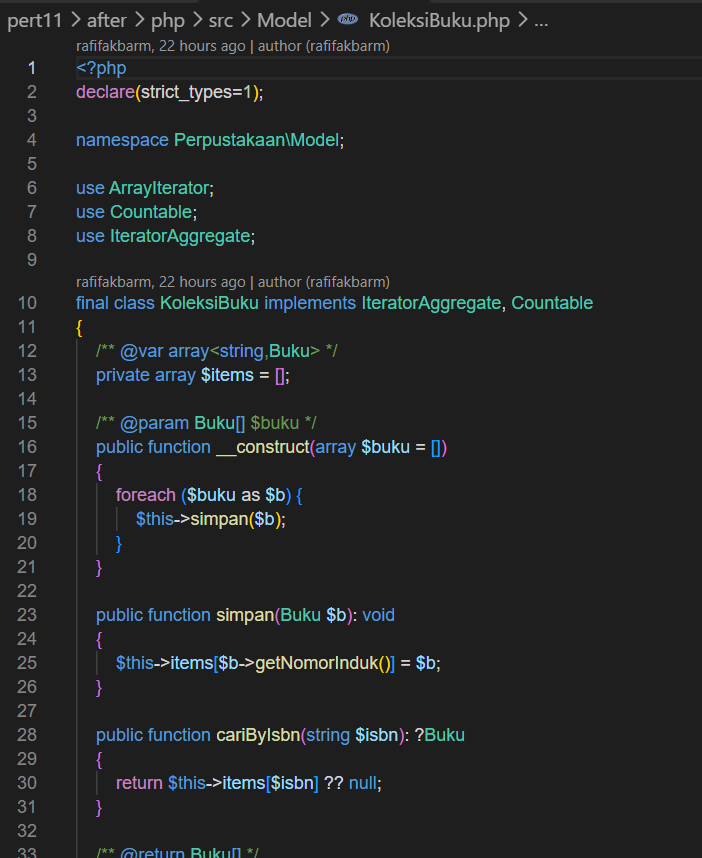 pert11 > after > php > src > Model > php KoleksiBuku.php > ...
rafifakbarm, 22 hours ago | author (rafifakbarm)
1 <?php
2 declare(strict_types=1);
3
4 namespace Perpustakaan\Model;
5
6 use ArrayIterator;
7 use Countable;
8 use IteratorAggregate;
9
rafifakbarm, 22 hours ago | author (rafifakbarm)
10 final class KoleksiBuku implements IteratorAggregate, Countable
11 {
12 /** @var array<string,Buku> */
13 private array $items = [];
14
15 /** @param Buku[] $buku */
16 public function __construct(array $buku = [])
17 {
18 foreach ($buku as $b) {
19 $this->simpan($b);
20 }
21 }
22
23 public function simpan(Buku $b): void
24 {
25 $this->items[$b->getNomorInduk()] = $b;
26 }
27
28 public function cariByIsbn(string $isbn): ?Buku
29 {
30 return $this->items[$isbn] ?? null;
31 }
32
33 /** @return Buku[] */